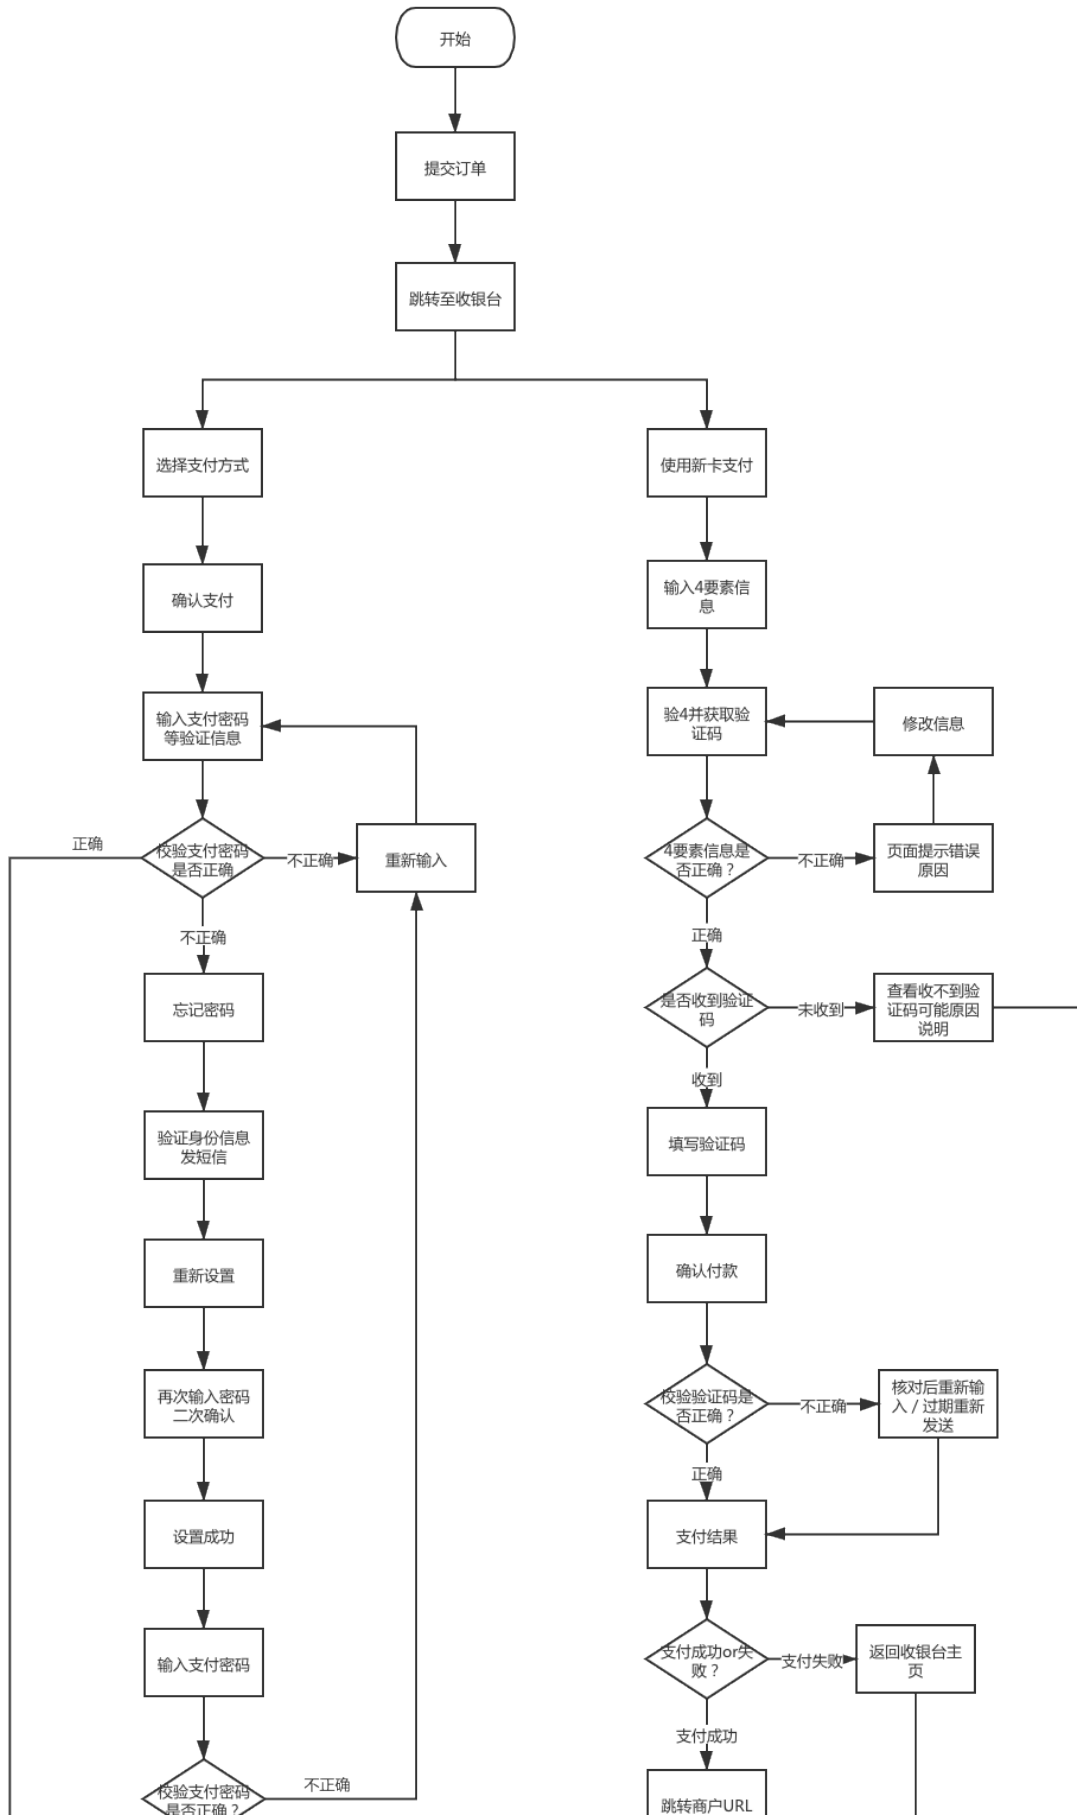 开始
提交订单
跳转至收银台
选择支付方式
确认支付
输入支付密码
等验证信息
校验支付密码
是否正确
正确
不正确
重新输入
不正确
忘记密码
验证身份信息
发短信
重新设置
再次输入密码
二次确认
设置成功
输入支付密码
校验支付密码
是否正确？
不正确
使用新卡支付
输入4要素信
息
验4并获取验
证码
修改信息
4要素信息是
否正确？
不正确
页面提示错误
原因
正确
是否收到验证
码
未收到
查看收不到验
证码可能原因
说明
收到
填写验证码
确认付款
校验验证码是
否正确？
不正确
核对后重新输
入 / 过期重新
发送
正确
支付结果
支付成功or失
败？
支付失败
返回收银台主
页
支付成功
跳转商户URL